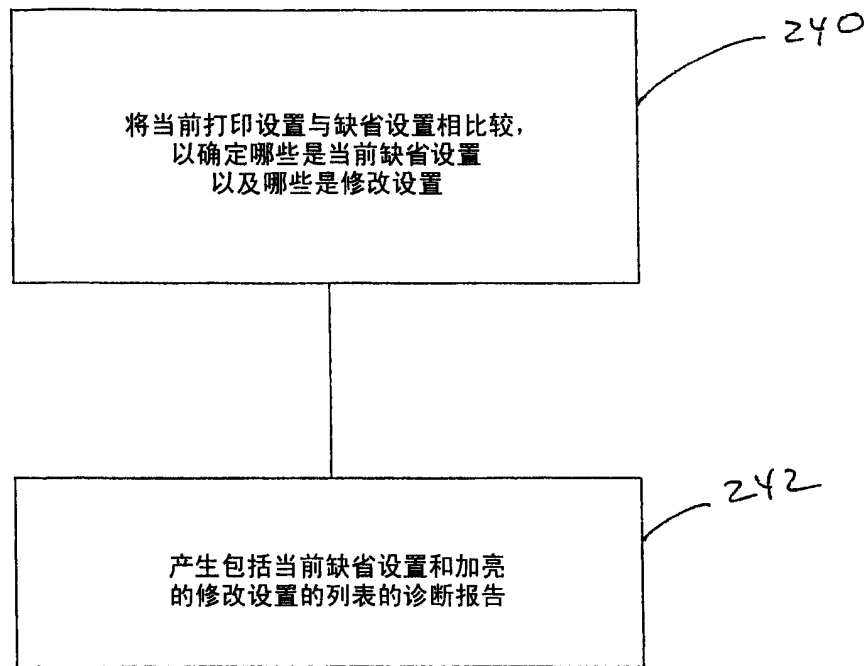 240
将当前打印设置与缺省设置相比较,
以确定哪些是当前缺省设置
以及哪些是修改设置
242
产生包括当前缺省设置和加亮
的修改设置的列表的诊断报告